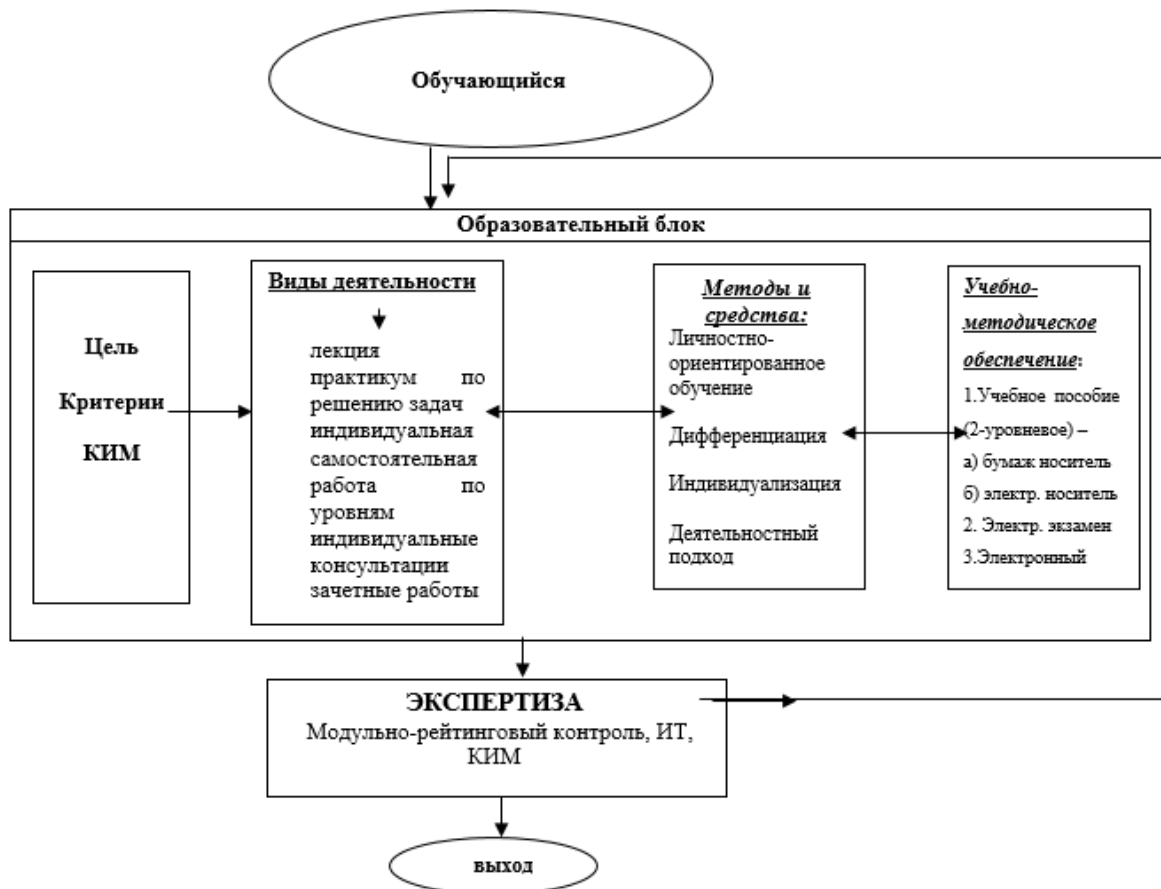 Обучающийся
Образовательный блок
Цель
Критерии
КИМ
Виды деятельности
лекция
практикум по
решению задач
индивидуальная
самостоятельная
работа по
уровням
индивидуальные
консультации
зачетные работы
Методы и
средства:
Личностно-
ориентированное
обучение
Дифференциация
Индивидуализация
Деятельностный
подход
Учебно-
методическое
обеспечение:
1.Учебное пособие
(2-уровневое) –
а) бумаж носитель
б) электр. носитель
2. Электр. экзамен
3.Электронный
ЭКСПЕРТИЗА
Модульно-рейтинговый контроль, ИТ,
КИМ
выход